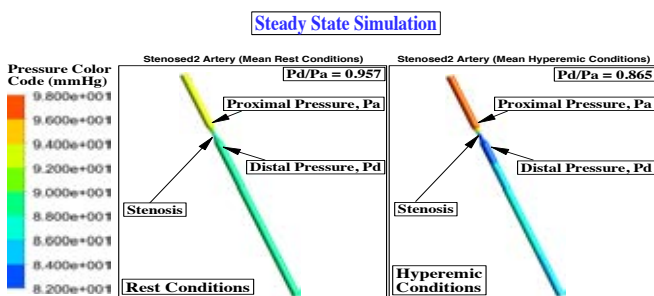 Steady State Simulation
Pressure Color
Code (mmHg)
9.800e+001
9.600e+001
9.400e+001
9.200e+001
9.000e+001
8.800e+001
8.600e+001
8.400e+001
8.200e+001
Stenosed2 Artery (Mean Rest Conditions)
Pd/Pa = 0.957
Proximal Pressure, Pa
Distal Pressure, Pd
Stenosis
Rest Conditions
Stenosed2 Artery (Mean Hyperemic Conditions)
Pd/Pa = 0.865
Proximal Pressure, Pa
Distal Pressure, Pd
Stenosis
Hyperemic
Conditions